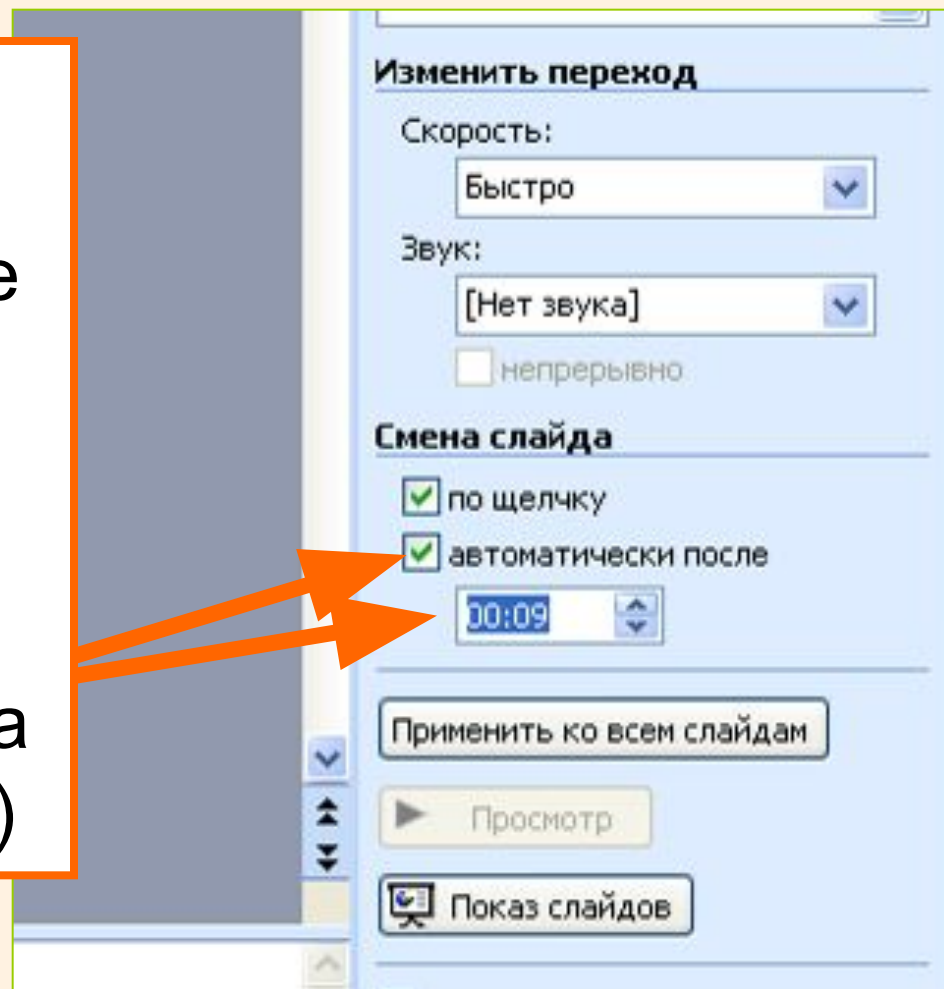 е
а
)
Изменить переход
Скорость:
Быстро
Звук:
[Нет звука]
непрерывно
Смена слайда
по щелчку
автоматически после
00:09
Применить ко всем слайдам
Просмотр
Показ слайдов